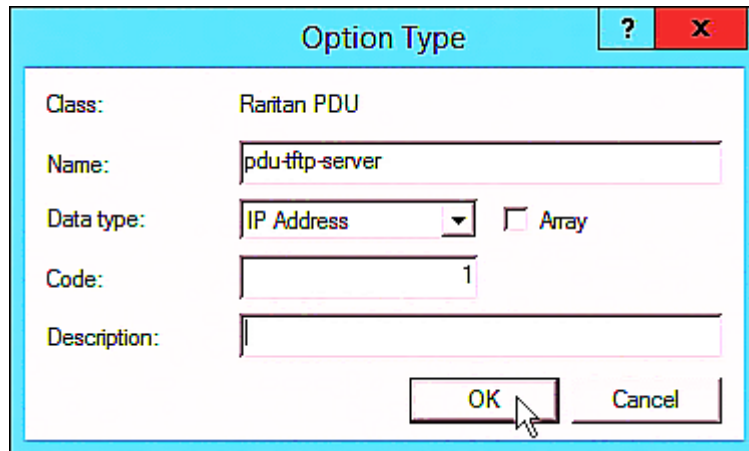 Option Type
?
x
Class: Raritan PDU
Name: pdu-tftp-server
Data type: IP Address Array
Code: 1
Description:
OK Cancel